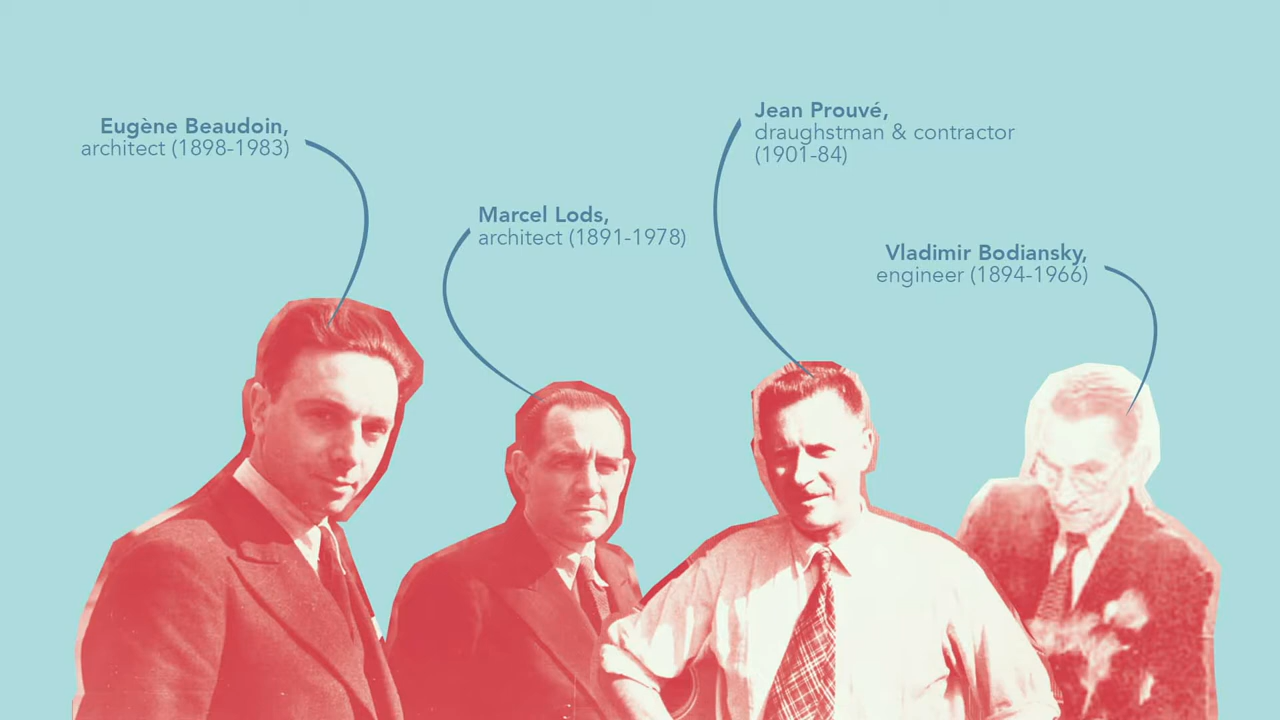 Eugène Beaudoin,
architect (1898-1983)
Marcel Lods,
architect (1891-1978)
Jean Prouvé,
draughstman & contractor
(1901-84)
Vladimir Bodiansky,
engineer (1894-1966)